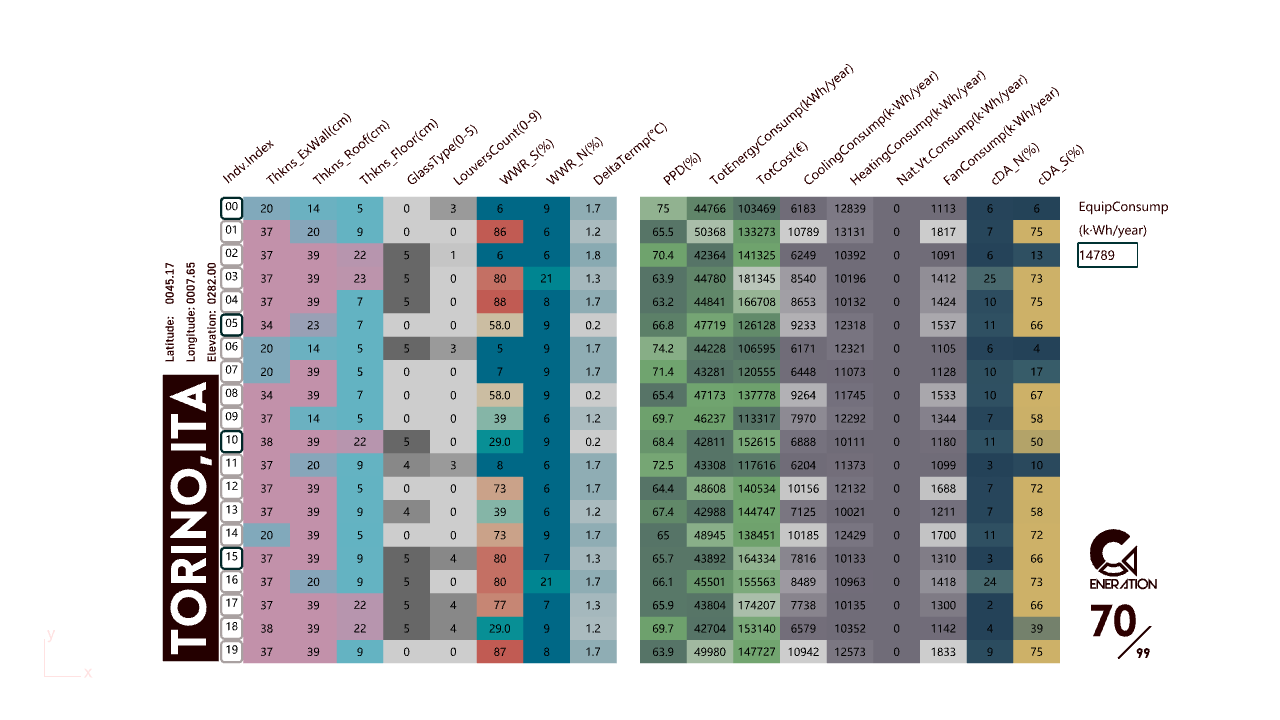 Indv.Index Thkns_ExWall(cm) Thkns_Roof(cm) Thkns_Floor(cm) GlassType(0-5) LouversCount(0-9) WWR_S(%) WWR_N(%) DeltaTermp(°C) PPD(%) TotEnergyConsump(kWh/year) TotCost(€) CoolingConsump(k·Wh/year) HeatingConsump(k·Wh/year) Nat.Vt.Consump(k·Wh/year) FanConsump(k·Wh/year) cDA_N(%) cDA_S(%)
00 20 14 5 0 3 6 9 1.7 75 44766 103469 6183 12839 0 1113 6 6
01 37 20 9 0 0 86 6 1.2 65.5 50368 133273 10789 13131 0 1817 7 75
02 37 39 22 5 1 6 6 1.8 70.4 42364 141325 6249 10392 0 1091 6 13
03 37 39 23 5 0 80 21 1.3 63.9 44780 181345 8540 10196 0 1412 25 73
04 37 39 7 5 0 88 8 1.7 63.2 44841 166708 8653 10132 0 1424 10 75
05 34 23 7 0 0 58.0 9 0.2 66.8 47719 126128 9233 12318 0 1537 11 66
06 20 14 5 5 3 5 9 1.7 74.2 44228 106595 6171 12321 0 1105 6 4
07 20 39 5 0 0 7 9 1.7 71.4 43281 120555 6448 11073 0 1128 10 17
08 34 39 7 0 0 58.0 9 0.2 65.4 47173 137778 9264 11745 0 1533 10 67
09 37 14 5 0 0 39 6 1.2 69.7 46237 113317 7970 12292 0 1344 7 58
10 38 39 22 5 0 29.0 9 0.2 68.4 42811 152615 6888 10111 0 1180 11 50
11 37 20 9 4 3 8 6 1.7 72.5 43308 117616 6204 11373 0 1099 3 10
12 37 39 5 0 0 73 6 1.7 64.4 48608 140534 10156 12132 0 1688 7 72
13 37 39 9 4 0 39 6 1.2 67.4 42988 144747 7125 10021 0 1211 7 58
14 20 39 5 0 0 73 9 1.7 65 48945 138451 10185 12429 0 1700 11 72
15 37 39 9 5 4 80 7 1.3 65.7 43892 164334 7816 10133 0 1310 3 66
16 37 20 9 5 0 80 21 1.7 66.1 45501 155563 8489 10963 0 1418 24 73
17 37 39 22 5 4 77 7 1.3 65.9 43804 174207 7738 10135 0 1300 2 66
18 38 39 22 5 4 29.0 9 1.2 69.7 42704 153140 6579 10352 0 1142 4 39
19 37 39 5 0 0 87 8 1.7 63.9 49980 147727 10942 12573 0 1833 9 75
EquipConsump
(k·Wh/year)
14789
Latitude: 0045.17
Longitude: 0007.65
Elevation: 0282.00
TORINO,ITA
ENERATION
70/99
y
x